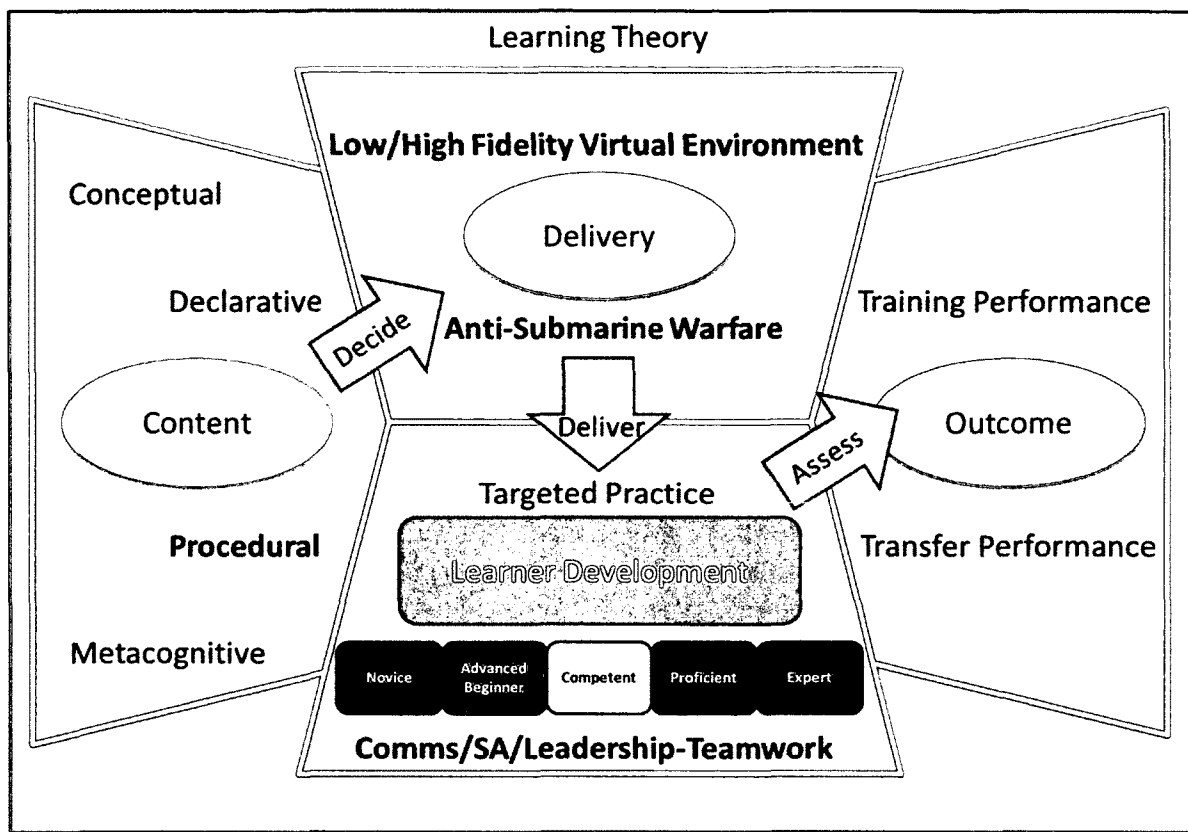 Learning Theory
Low/High Fidelity Virtual Environment
Conceptual
Delivery
Declarative
Decide
Anti-Submarine Warfare
Training Performance
Content
Deliver
Assess
Outcome
Targeted Practice
Procedural
Learner Development
Transfer Performance
Metacognitive
Novice
Advanced
Beginner
Competent
Proficient
Expert
Comms/SA/Leadership-Teamwork